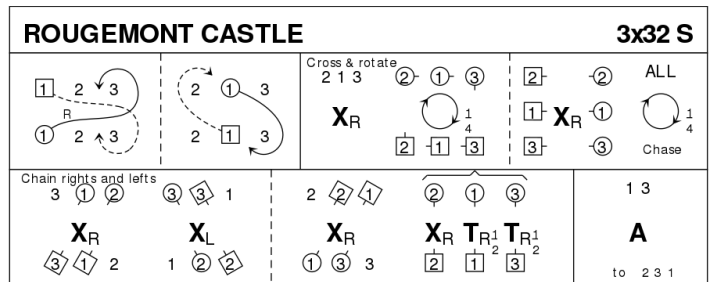 ROUGEMONT CASTLE 3x32 S
1 2 3
R
1 2 3
2 1 3
2 1 3
Cross & rotate
2 1 3 2 1 3
XR 1 4
2 1 3
2 2 ALL
1 XR 1 1 4
3 3 Chase
Chain rights and lefts
3 1 2 3 3 1
XR XL
3 1 2 1 2 2
2 2 1 2 1 3
XR XR TR 1 2 TR 1 2
1 3 3 2 1 3
1 3
A
to 2 3 1